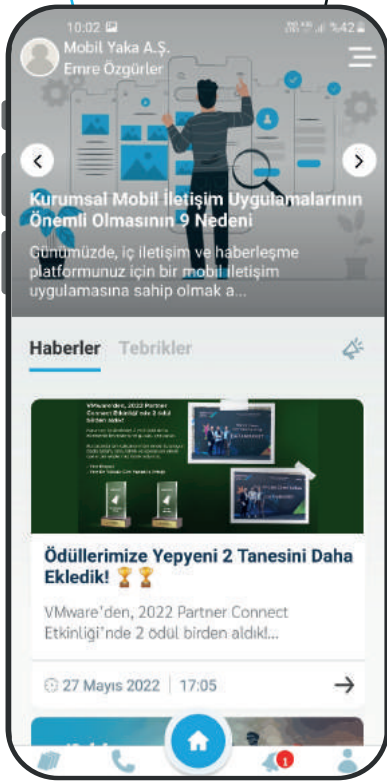 10:02
%42
Mobil Yaka A.Ş.
Emre Özgürler
Kurumsal Mobil İletişim Uygulamalarının
Önemli Olmasının 9 Nedeni
Günümüzde, iç iletişim ve haberleşme
platformunuz için bir mobil iletişim
uygulamasına sahip olmak a...
Haberler Tebrikler
VMware'den, 2022 Partner
Connect Etkinliği'nde 2 ödül
birden aldık!
Ödüllerimize Yepyeni 2 Tanesini Daha
Ekledik! 🏆🏆
VMware'den, 2022 Partner Connect
Etkinliği'nde 2 ödül birden aldık!...
27 Mayıs 2022 | 17:05
1